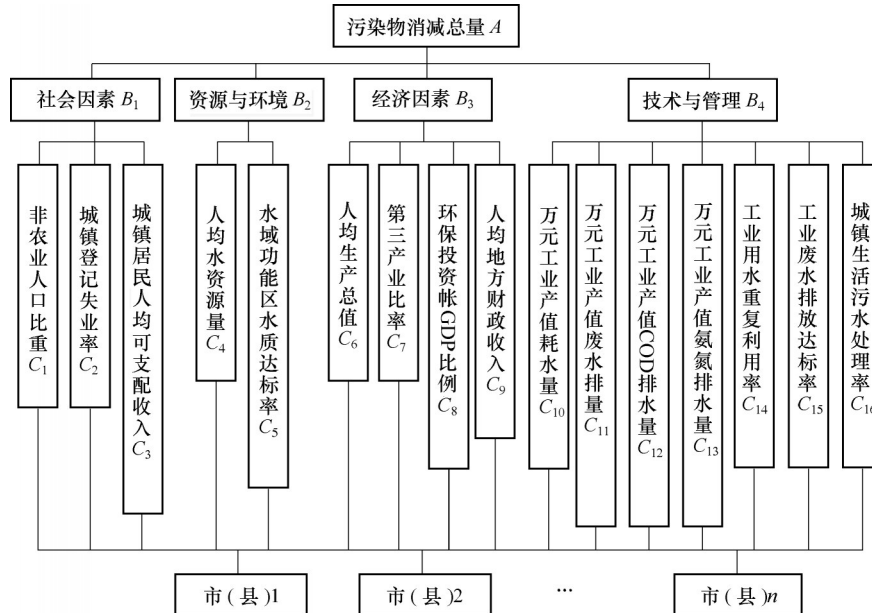 污染物消减总量 A
社会因素 B₁
资源与环境 B₂
经济因素 B₃
技术与管理 B₄
非农业人口比重C₁
城镇登记失业率C₂
城镇居民人均可支配收入C₃
人均水资源量C₄
水域功能区水质达标率C₅
人均生产总值C₆
第三产业比率C₇
环保投资帐GDP比例C₈
人均地方财政收入C₉
万元工业产值耗水量C₁₀
万元工业产值废水排量C₁₁
万元工业产值COD排水量C₁₂
万元工业产值氨氮排水量C₁₃
工业用水重复利用率C₁₄
工业废水排放达标率C₁₅
城镇生活污水处理率C₁₆
市(县)1
市(县)2
…
市(县)n